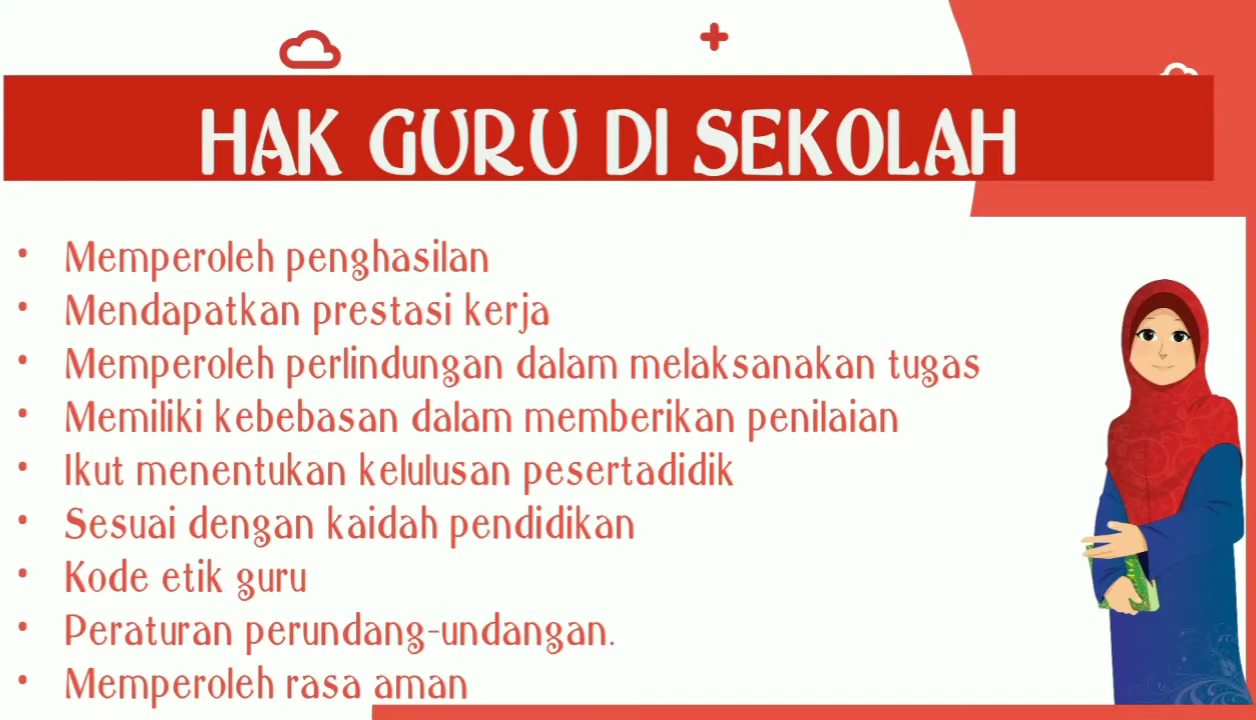 HAK GURU DI SEKOLAH
• Memperoleh penghasilan
• Mendapatkan prestasi kerja
• Memperoleh perlindungan dalam melaksanakan tugas
• Memiliki kebebasan dalam memberikan penilaian
• Ikut menentukan kelulusan pesertadidik
• Sesuai dengan kaidah pendidikan
• Kode etik guru
• Peraturan perundang-undangan.
• Memperoleh rasa aman